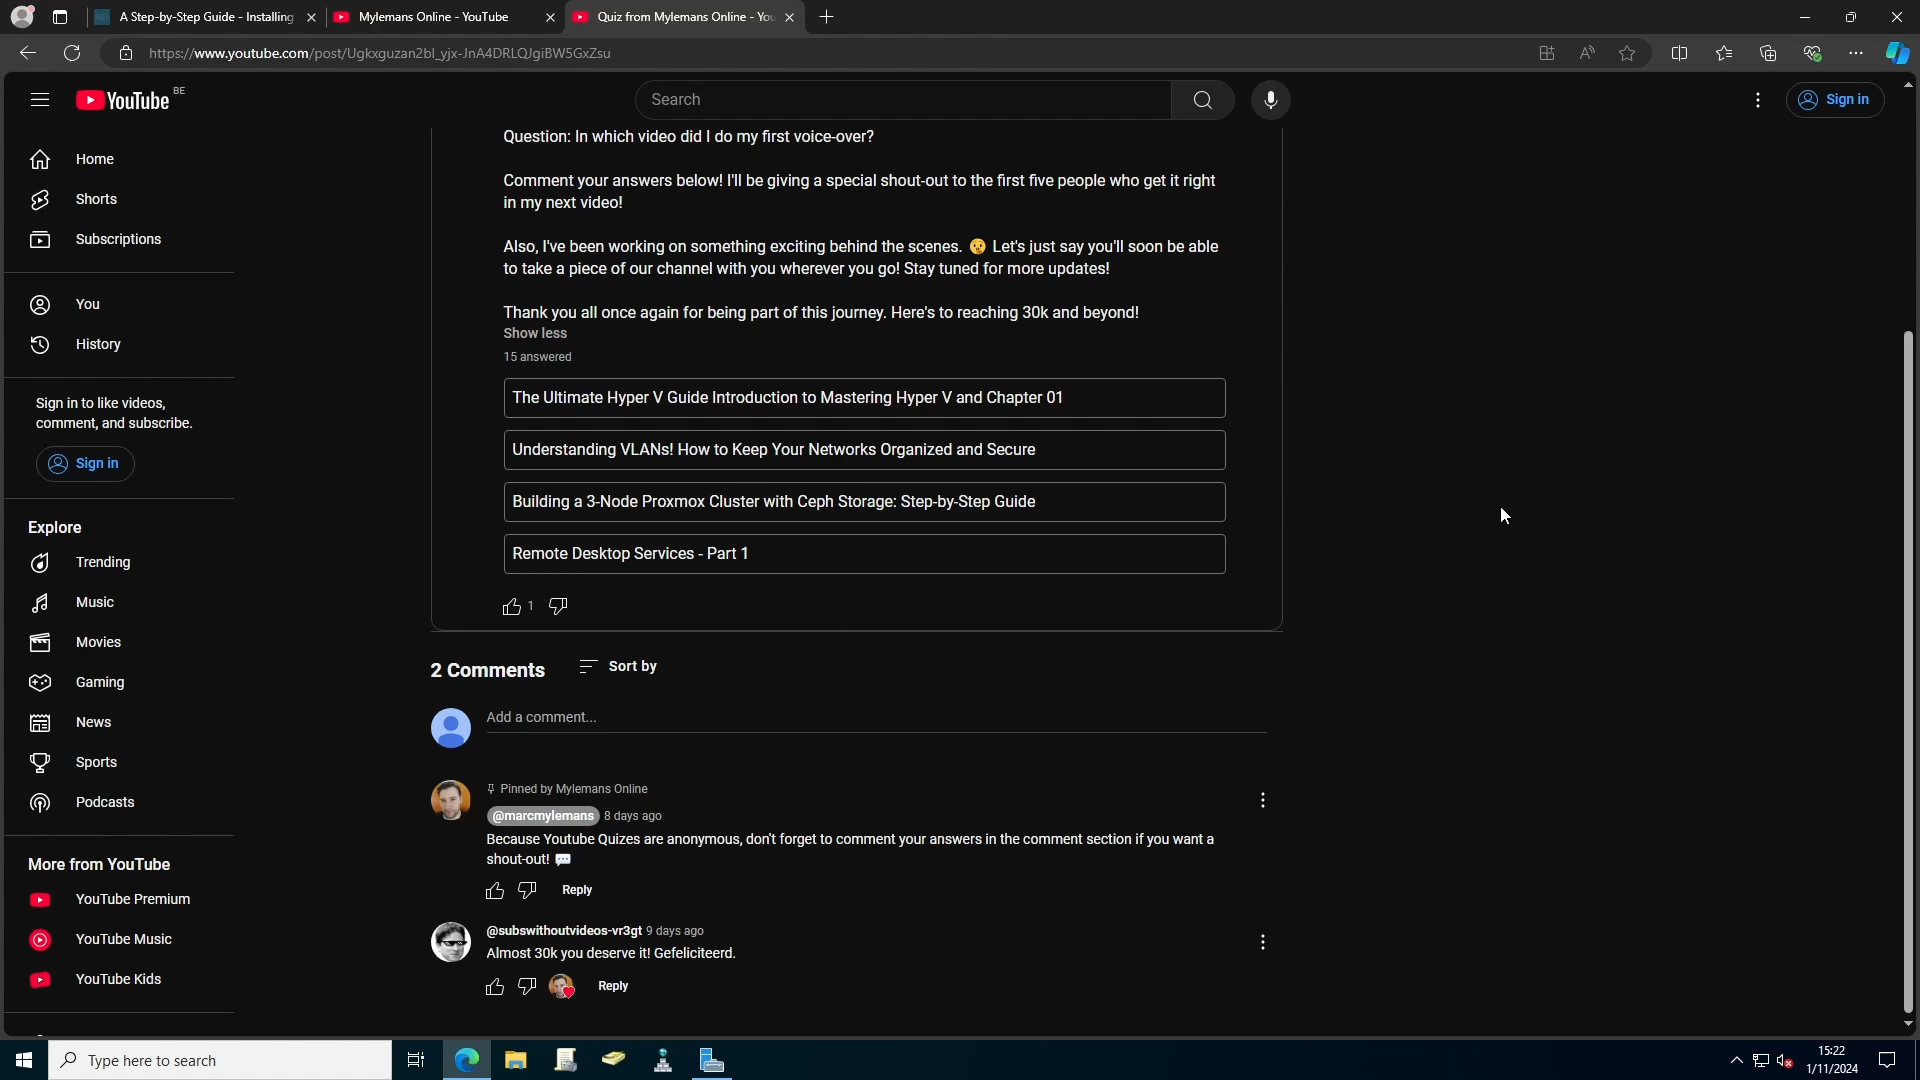 A Step-by-Step Guide - Installing
Mylemans Online - YouTube
Quiz from Mylemans Online - You
https://www.youtube.com/post/Ugkxguzan2bl_yjx-JnA4DRLQJgiBW5GxZsu
YouTube BE
Search
Sign in
Home
Shorts
Subscriptions
You
History
Sign in to like videos,
comment, and subscribe.
Sign in
Explore
Trending
Music
Movies
Gaming
News
Sports
Podcasts
More from YouTube
YouTube Premium
YouTube Music
YouTube Kids
Question: In which video did I do my first voice-over?
Comment your answers below! I'll be giving a special shout-out to the first five people who get it right
in my next video!
Also, I've been working on something exciting behind the scenes. 🤫 Let's just say you'll soon be able
to take a piece of our channel with you wherever you go! Stay tuned for more updates!
Thank you all once again for being part of this journey. Here's to reaching 30k and beyond!
Show less
15 answered
The Ultimate Hyper V Guide Introduction to Mastering Hyper V and Chapter 01
Understanding VLANs! How to Keep Your Networks Organized and Secure
Building a 3-Node Proxmox Cluster with Ceph Storage: Step-by-Step Guide
Remote Desktop Services - Part 1
1
2 Comments
Sort by
Add a comment...
Pinned by Mylemans Online
@marcmylemans 8 days ago
Because Youtube Quizes are anonymous, don't forget to comment your answers in the comment section if you want a
shout-out! 💬
Reply
@subswithoutvideos-vr3gt 9 days ago
Almost 30k you deserve it! Gefeliciteerd.
Reply
Type here to search
15:22
1/11/2024